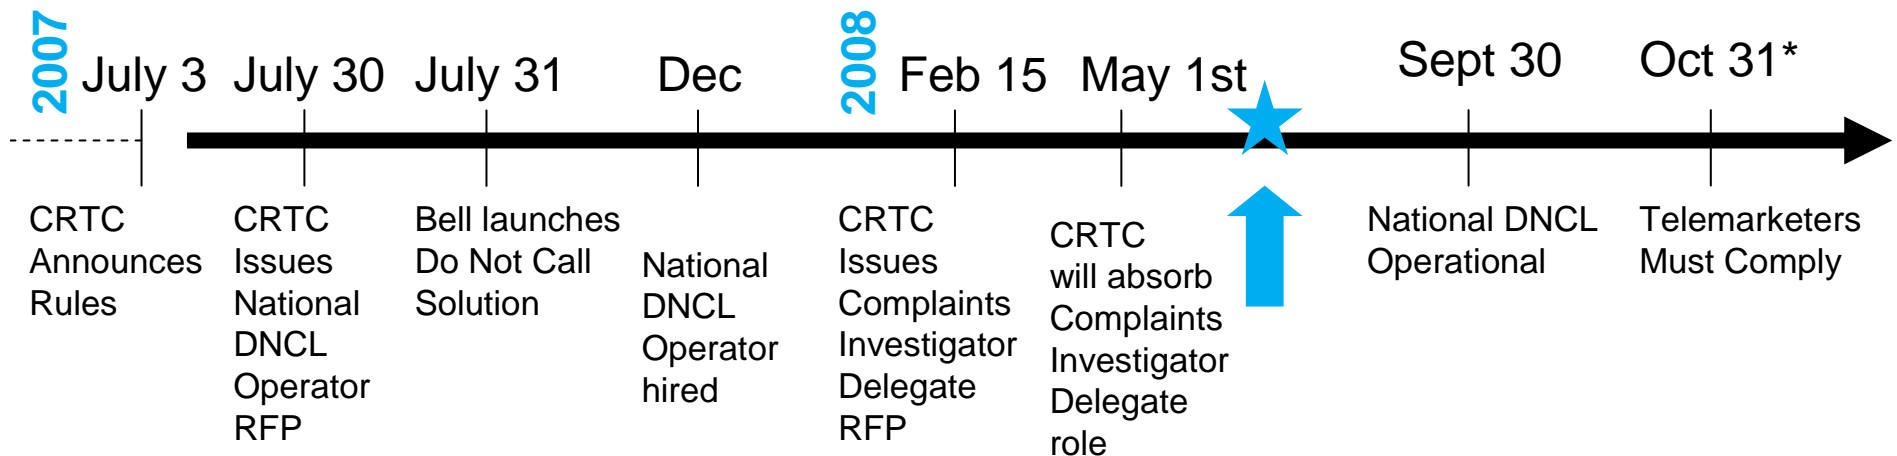 2007
July 3
July 30
July 31
Dec
2008
Feb 15
May 1st
Sept 30
Oct 31*
CRTC
Announces
Rules
CRTC
Issues
National
DNCL
Operator
RFP
Bell launches
Do Not Call
Solution
National
DNCL
Operator
hired
CRTC
Issues
Complaints
Investigator
Delegate
RFP
CRTC
will absorb
Complaints
Investigator
Delegate
role
National DNCL
Operational
Telemarketers
Must Comply